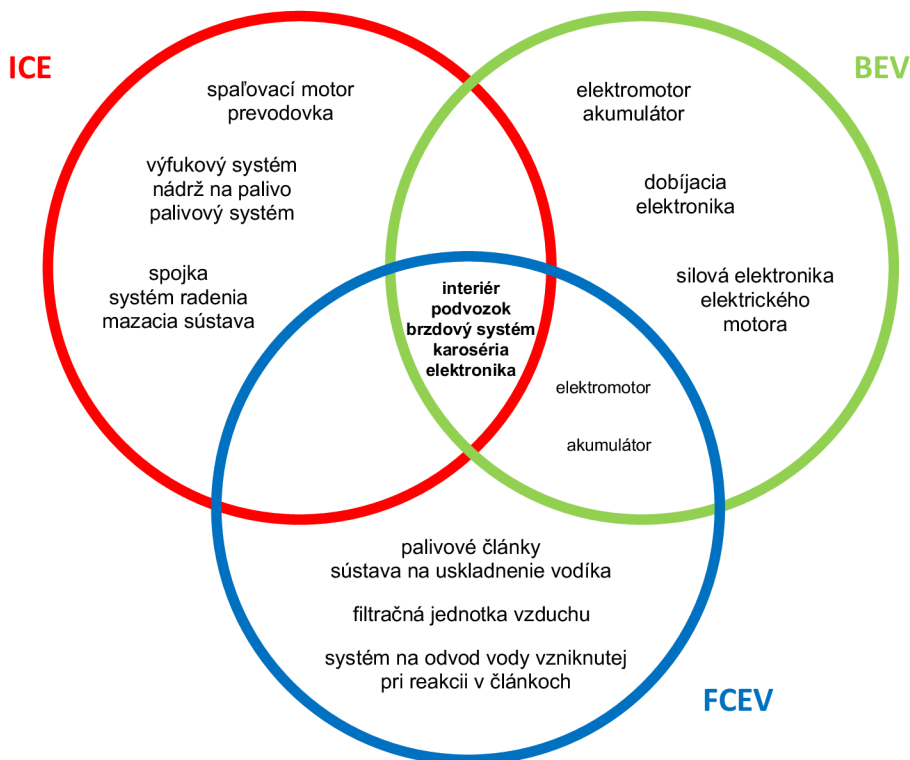 ICE
BEV
spaľovací motor
prevodovka
výfukový systém
nádrž na palivo
palivový systém
spojka
systém radenia
mazacia sústava
elektromotor
akumulátor
dobíjacia
elektronika
silová elektronika
elektrického
motora
interiér
podvozok
brzdový systém
karoséria
elektronika
elektromotor
akumulátor
palivové články
sústava na uskladnenie vodíka
filtračná jednotka vzduchu
systém na odvod vody vzniknutej
pri reakcii v článkoch
FCEV